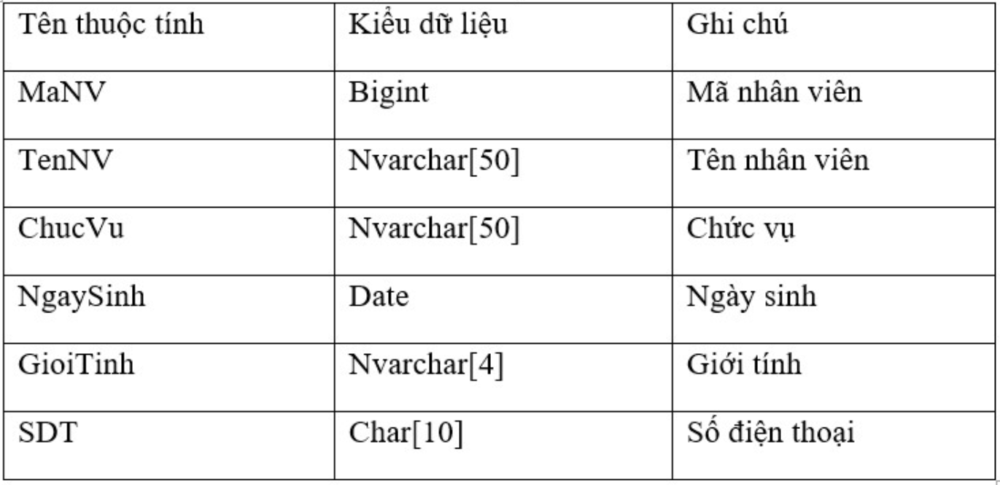 Tên thuộc tính Kiểu dữ liệu Ghi chú
MaNV Bigint Mã nhân viên
TenNV Nvarchar[50] Tên nhân viên
ChucVu Nvarchar[50] Chức vụ
NgaySinh Date Ngày sinh
GioiTinh Nvarchar[4] Giới tính
SDT Char[10] Số điện thoại